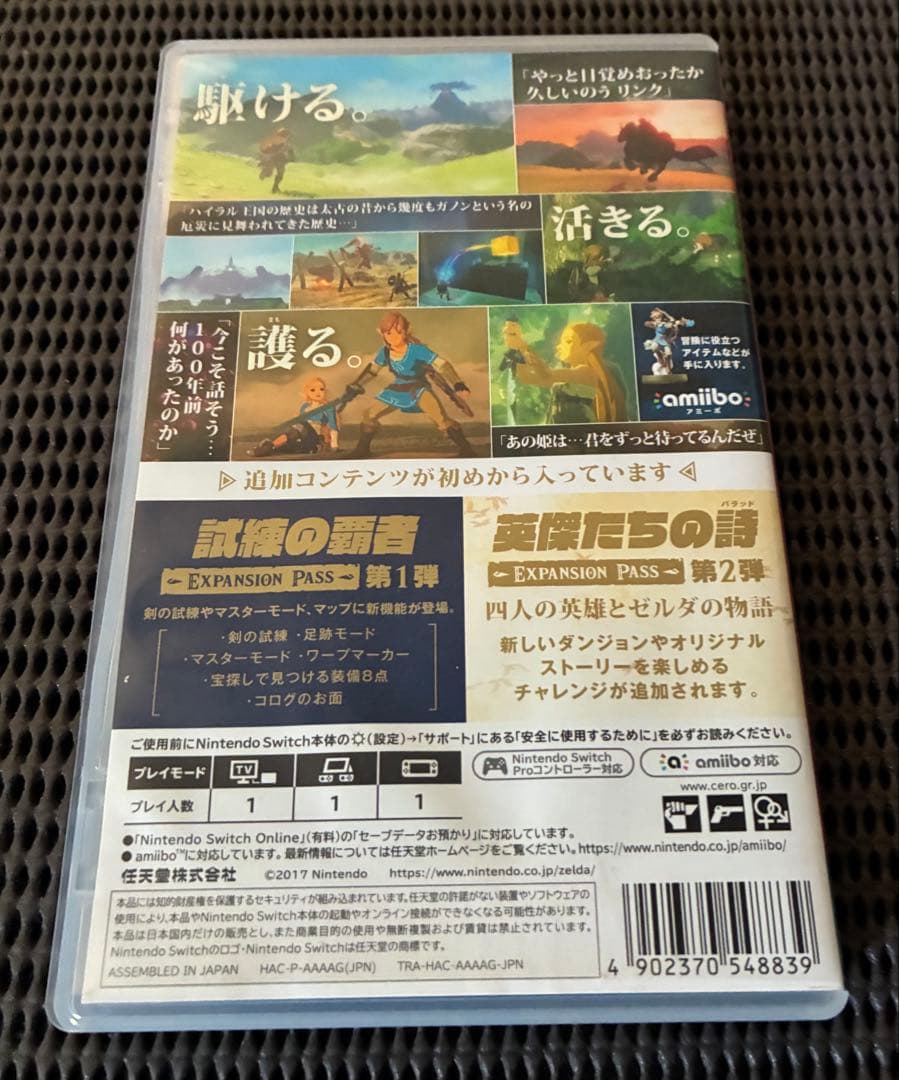 駆ける。
「やっと目覚めおったか
久しいのう リンク」
「ハイラル王国の歴史は太古の昔から幾度もガノンという名の
厄災に見舞われてきた歴史…」
活きる。
「今こそ話そう…
100年前
何があったのか」
まも
護る。
冒険に役立つ
アイテムなどが
手に入ります。
amiibo
アミーボ
「あの姫は…君をずっと待ってるんだぜ」
追加コンテンツが初めから入っています
試練の覇者
EXPANSION PASS 第1弾
剣の試練やマスターモード、マップに新機能が登場。
・剣の試練 ・足跡モード
・マスターモード ・ワープマーカー
・宝探しで見つける装備8点
・コログのお面
バラッド
英傑たちの詩
EXPANSION PASS 第2弾
四人の英雄とゼルダの物語
新しいダンジョンやオリジナル
ストーリーを楽しめる
チャレンジが追加されます。
ご使用前にNintendo Switch本体の(設定)→「サポート」にある「安全に使用するために」を必ずお読みください。
プレイモード TV
プレイ人数 1 1 1
Nintendo Switch
Proコントローラー対応
a amiibo 対応
www.cero.gr.jp
●「Nintendo Switch Online」(有料)の「セーブデータお預かり」に対応しています。
●amiibo™に対応しています。最新情報については任天堂ホームページをご覧ください。https://www.nintendo.co.jp/amiibo/
任天堂株式会社 ©2017 Nintendo https://www.nintendo.co.jp/zelda/
本品には知的財産権を保護するセキュリティが組み込まれています。任天堂の許諾がない装置やソフトウェアの
使用により、本品やNintendo Switch本体の起動やオンライン接続ができなくなる可能性があります。
本品は日本国内だけの販売とし、また商業目的の使用や無断複製および賃貸は禁止されています。
Nintendo Switchのロゴ・Nintendo Switchは任天堂の商標です。
ASSEMBLED IN JAPAN HAC-P-AAAAG(JPN) TRA-HAC-AAAAG-JPN
4 902370 548839